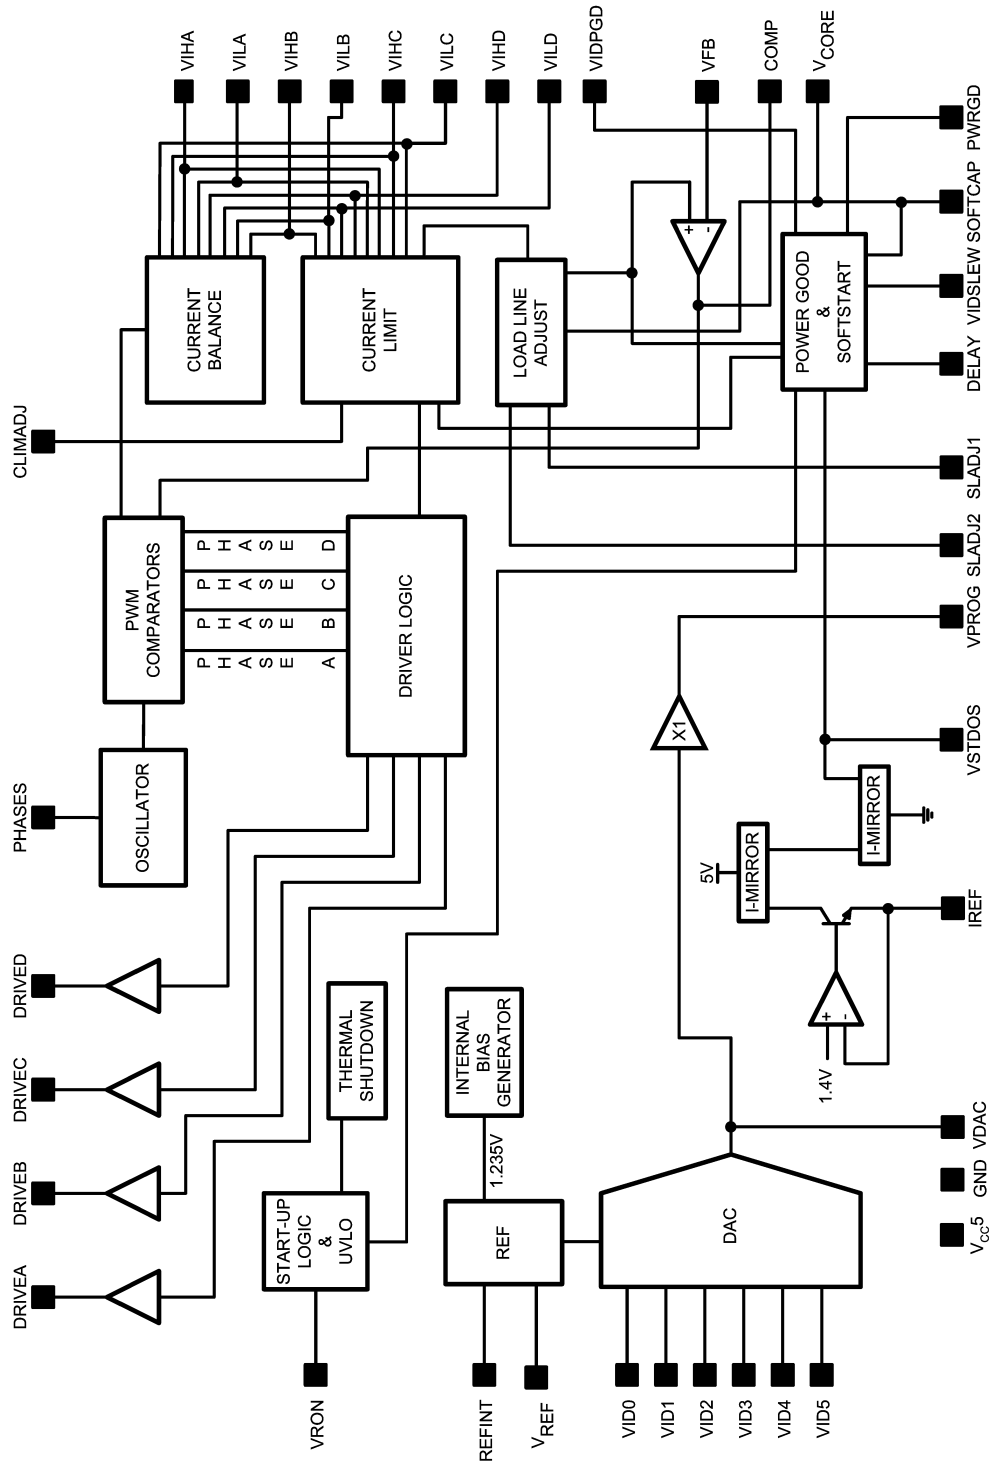 DRIVEA
DRIVEB
DRIVEC
DRIVED
PHASES
CLIMADJ
VIHA
VILA
VIHB
VILB
VIHC
VILC
VIHD
VILD
VIDPGD
VFB
COMP
VCORE
PWRGD
SOFTCAP
VIDSLEW
DELAY
SLADJ1
SLADJ2
VPROG
VSTDOS
IREF
VDAC
GND
VCC5
VRON
REFINT
VREF
VID0
VID1
VID2
VID3
VID4
VID5
OSCILLATOR
PWM
COMPARATORS
PHASE A
PHASE B
PHASE C
PHASE D
DRIVER LOGIC
CURRENT
BALANCE
CURRENT
LIMIT
LOAD LINE
ADJUST
+
-
POWER GOOD
&
SOFTSTART
START-UP
LOGIC
&
UVLO
THERMAL
SHUTDOWN
INTERNAL
BIAS
GENERATOR
1.235V
REF
DAC
X1
5V
I-MIRROR
I-MIRROR
1.4V
+
-